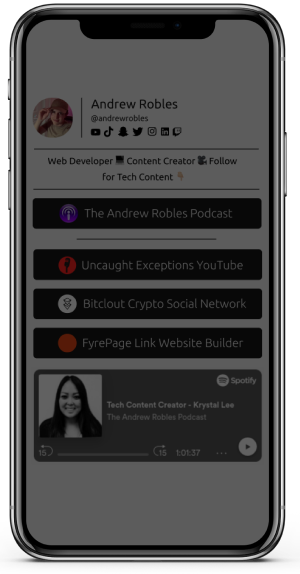 Andrew Robles
@andrewrobles
Web Developer 💻 Content Creator 📽 Follow
for Tech Content 👇🏼
The Andrew Robles Podcast
Uncaught Exceptions YouTube
Bitclout Crypto Social Network
FyrePage Link Website Builder
Spotify
Tech Content Creator - Krystal Lee
The Andrew Robles Podcast
15 15 1:01:37 ...